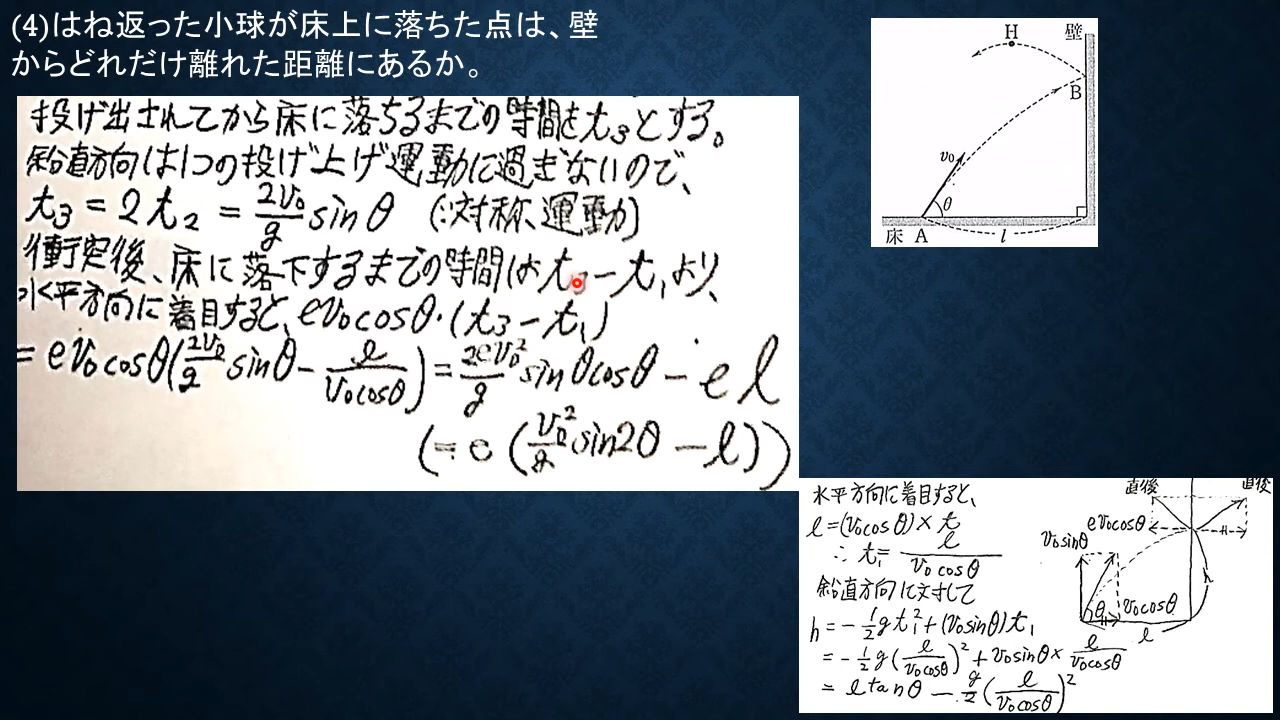 (4)はね返った小球が床上に落ちた点は、壁
からどれだけ離れた距離にあるか。
投げ出されてから床に落ちるまでの時間をt₃とする。
鉛直方向は1つの投げ上げ運動に過ぎないので、
t₃ = 2t₂ = 2v₀/g sinθ (∵対称運動)
衝突後、床に落下するまでの時間はt₃-t₁より、
水平方向に着目すると、ev₀cosθ・(t₃-t₁)
= ev₀cosθ(2v₀/g sinθ - l/v₀cosθ) = 2ev₀²/g sinθcosθ - el
(= e(v₀²/g sin2θ - l))
H
壁
B
v₀
θ
床 A l
水平方向に着目すると、
l=(v₀cosθ)×t
∴ t₁= l/v₀cosθ
鉛直方向に対して
h = -1/2gt₁²+(v₀sinθ)t₁
= -1/2g(l/v₀cosθ)²+v₀sinθ× l/v₀cosθ
= l tanθ - g/2(l/v₀cosθ)²
直後
直後
ev₀cosθ
v₀sinθ
h
θ
v₀cosθ
l